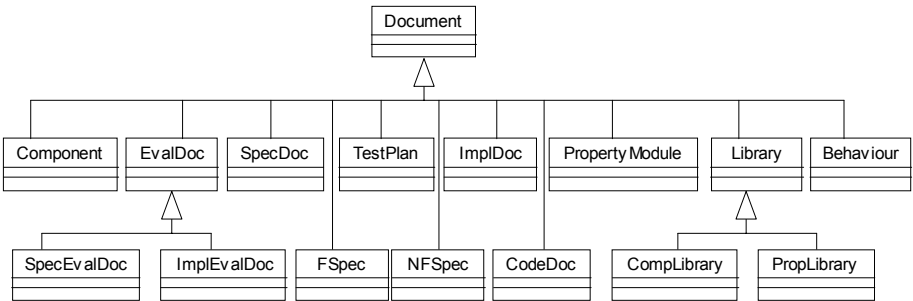 Document
Component
EvalDoc
SpecDoc
TestPlan
ImplDoc
Property Module
Library
Behaviour
SpecEvalDoc
ImplEvalDoc
FSpec
NFSpec
CodeDoc
CompLibrary
PropLibrary